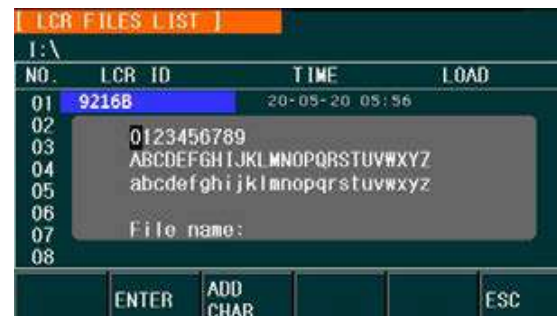 [ LCR FILES LIST ]
I:\
NO. LCR ID TIME LOAD
01 9216B 20-05-20 05:56
02
03
04
05
06
07
08
0123456789
ABCDEFGHIJKLMNOPQRSTUVWXYZ
abcdefghijklmnopqrstuvwxyz
File name:
ENTER ADD CHAR ESC